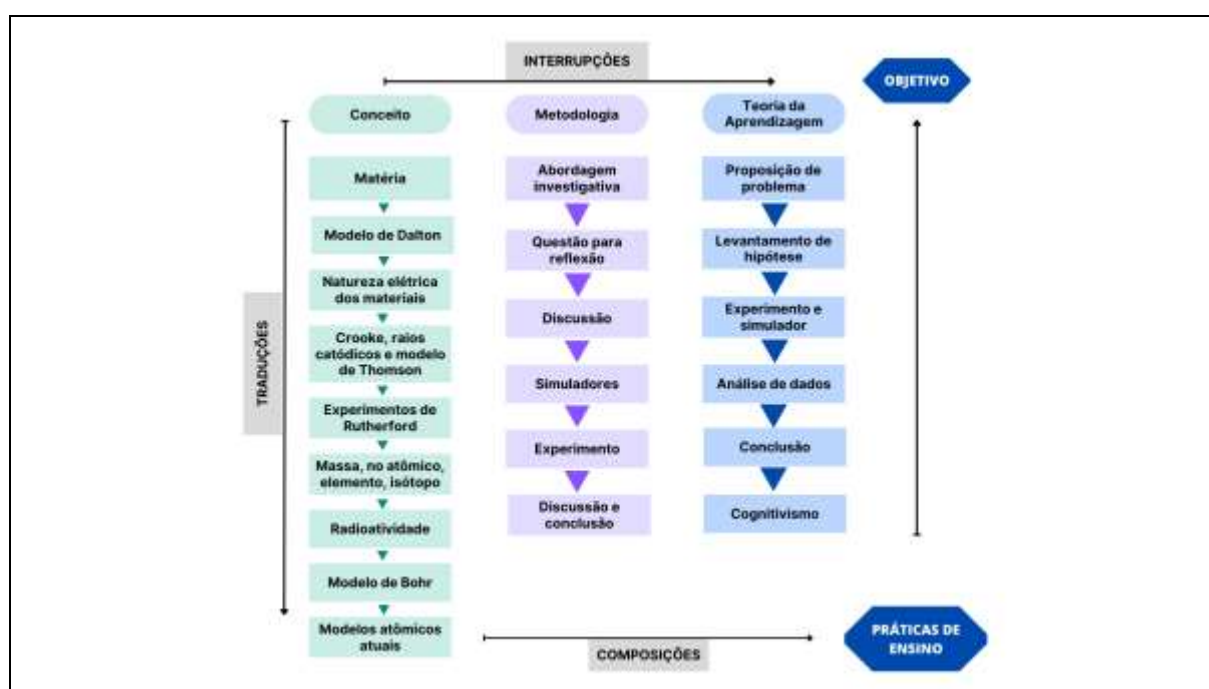 INTERRUPÇÕES
OBJETIVO
Conceito
Metodologia
Teoria da
Aprendizagem
Matéria
Modelo de Dalton
Natureza elétrica
dos materiais
Crooke, raios
catódicos e modelo
de Thomson
Experimentos de
Rutherford
Massa, no atômico,
elemento, isótopo
Radioatividade
Modelo de Bohr
Modelos atômicos
atuais
Abordagem
investigativa
Questão para
reflexão
Discussão
Simuladores
Experimento
Discussão e
conclusão
Proposição de
problema
Levantamento de
hipótese
Experimento e
simulador
Análise de dados
Conclusão
Cognitivismo
TRADUÇÕES
COMPOSIÇÕES
PRÁTICAS DE
ENSINO